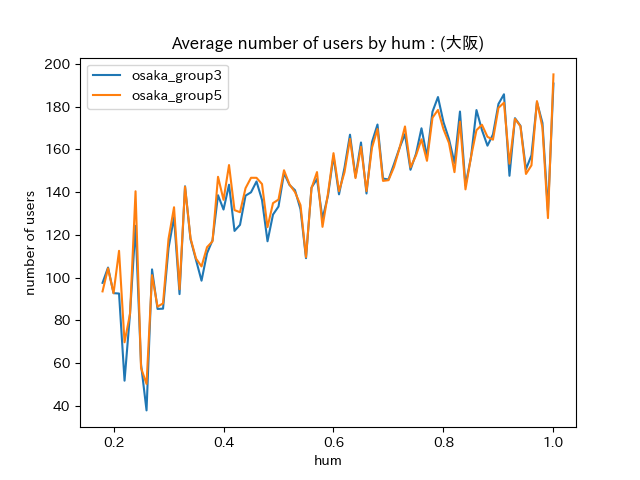 Average number of users by hum : (大阪)
osaka_group3
osaka_group5
200
180
160
140
120
100
80
60
40
number of users
0.2
0.4
0.6
0.8
1.0
hum